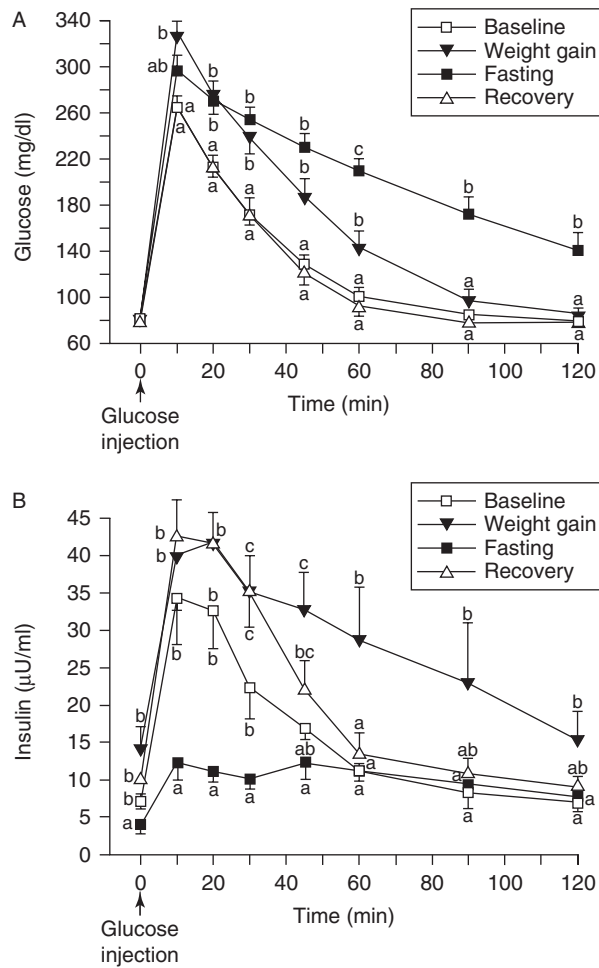 A
Glucose (mg/dl)
340
300
260
220
180
140
100
60
Baseline
Weight gain
Fasting
Recovery
b
ab
a
a
b
b
a
a
b
b
a
a
b
b
a
a
c
b
a
a
b
a
a
b
a
a
0
20
40
60
80
100
120
Time (min)
Glucose
injection
B
Insulin (µU/ml)
45
40
35
30
25
20
15
10
5
0
Baseline
Weight gain
Fasting
Recovery
b
b
b
b
b
a
b
a
b
b
b
a
c
c
b
a
c
bc
ab
a
b
a
a
a
b
ab
a
a
b
ab
a
a
0
20
40
60
80
100
120
Time (min)
Glucose
injection